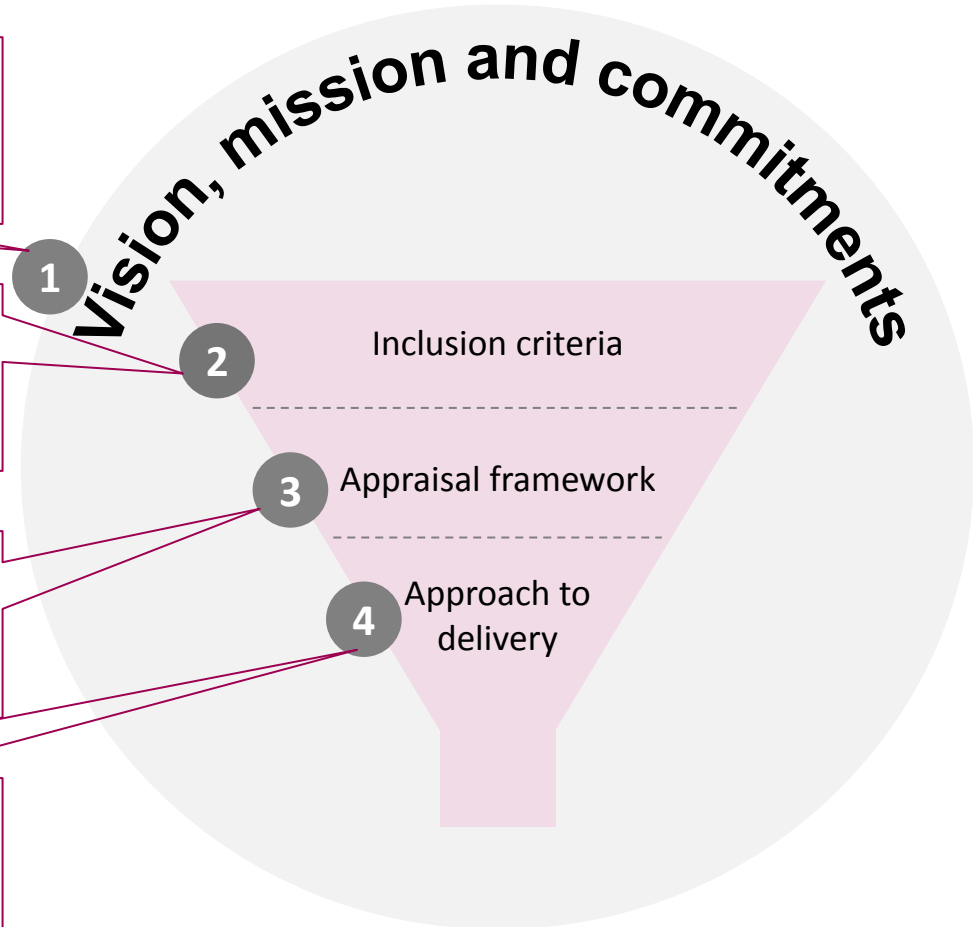 Vision, mission and commitments
1
2
Inclusion criteria
3
Appraisal framework
4
Approach to
delivery